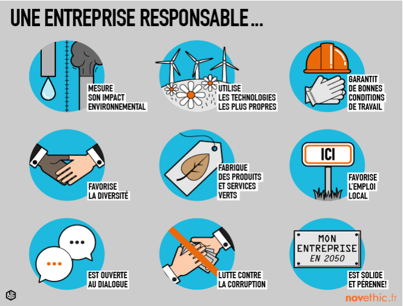 UNE ENTREPRISE RESPONSABLE...
MESURE
SON IMPACT
ENVIRONNEMENTAL
UTILISE
LES TECHNOLOGIES
LES PLUS PROPRES
GARANTIT
DE BONNES
CONDITIONS
DE TRAVAIL
FAVORISE
LA DIVERSITÉ
FABRIQUE
DES PRODUITS
ET SERVICES
VERTS
ICI
FAVORISE
L'EMPLOI
LOCAL
EST OUVERTE
AU DIALOGUE
LUTTE CONTRE
LA CORRUPTION
MON
ENTREPRISE
EN 2050
EST SOLIDE
ET PÉRENNE!
novethic.fr